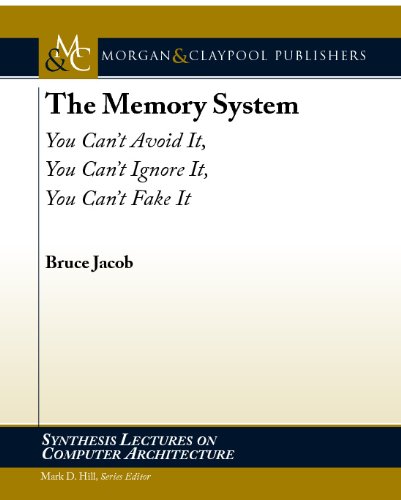 M
&C
MORGAN & CLAYPOOL PUBLISHERS
The Memory System
You Can't Avoid It,
You Can't Ignore It,
You Can't Fake It
Bruce Jacob
SYNTHESIS LECTURES ON
COMPUTER ARCHITECTURE
Mark D. Hill, Series Editor